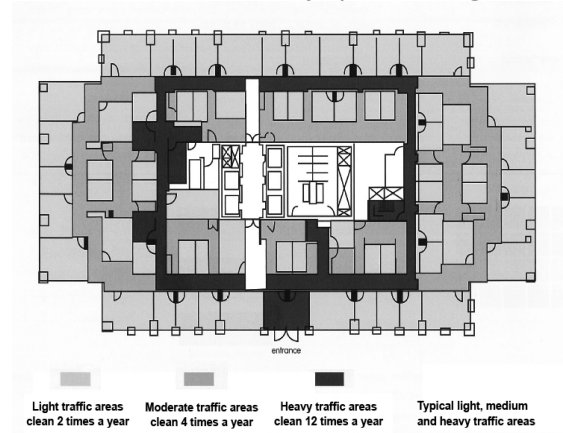 entrance
Light traffic areas
clean 2 times a year
Moderate traffic areas
clean 4 times a year
Heavy traffic areas
clean 12 times a year
Typical light, medium
and heavy traffic areas